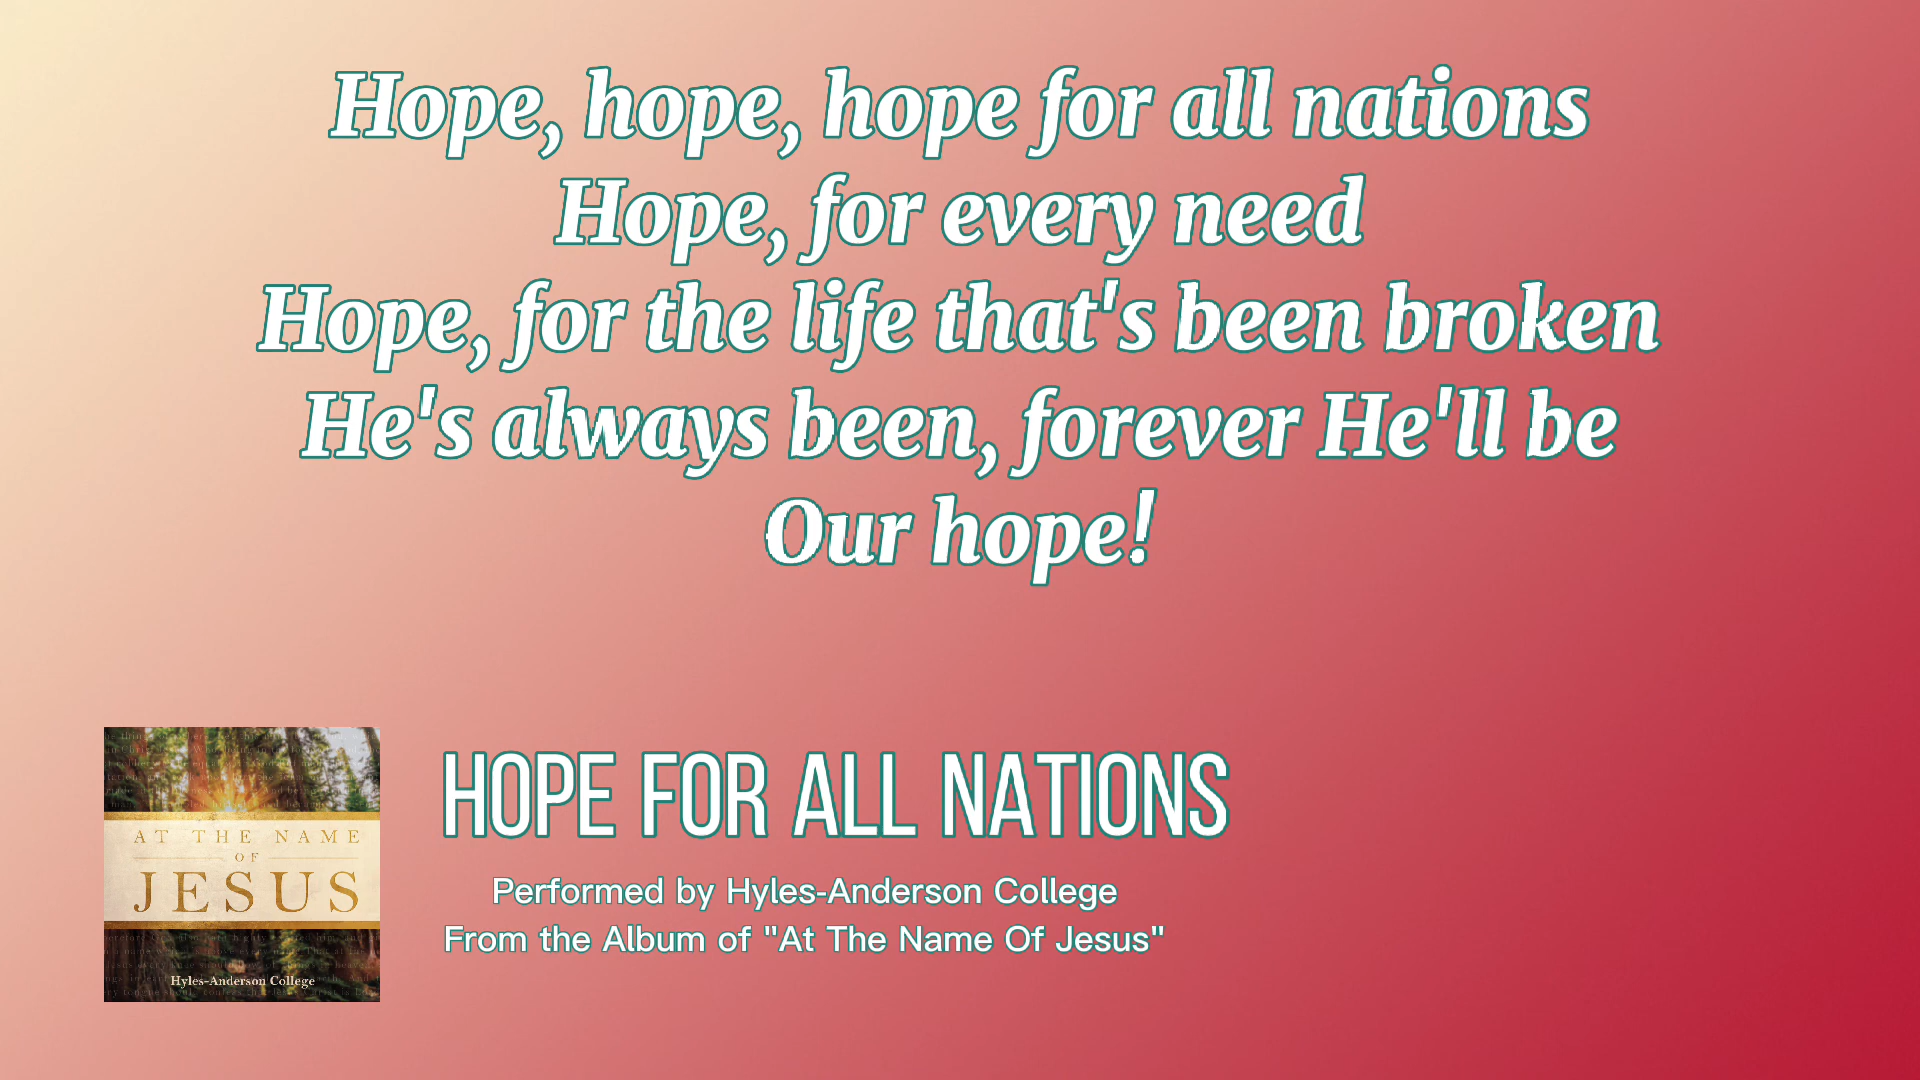 Hope, hope, hope for all nations
Hope, for every need
Hope, for the life that's been broken
He's always been, forever He'll be
Our hope!
HOPE FOR ALL NATIONS
Performed by Hyles-Anderson College
From the Album of "At The Name Of Jesus"
AT THE NAME
OF
JESUS
Hyles-Anderson College